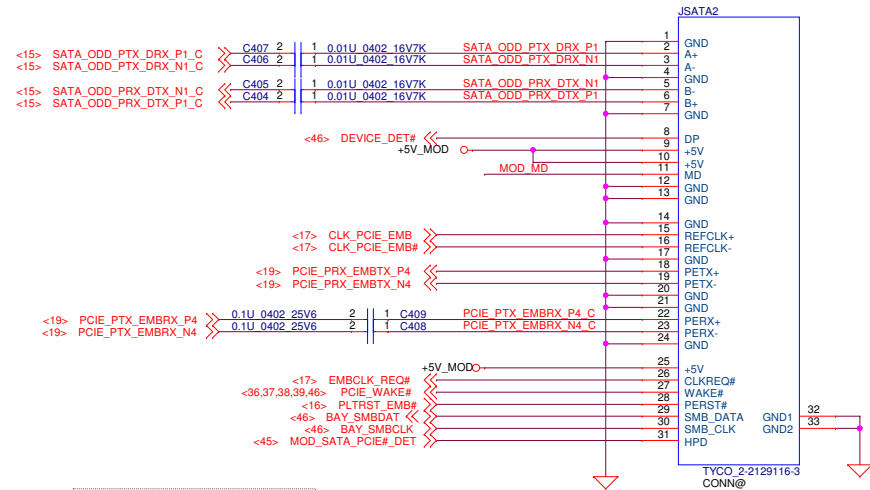 JSATA2
1 GND
<15> SATA_ODD_PTX_DRX_P1_C C407 2 1 0.01U_0402_16V7K SATA_ODD_PTX_DRX_P1 2 A+
<15> SATA_ODD_PTX_DRX_N1_C C406 2 1 0.01U_0402_16V7K SATA_ODD_PTX_DRX_N1 3 A-
4 GND
<15> SATA_ODD_PRX_DTX_N1_C C405 2 1 0.01U_0402_16V7K SATA_ODD_PRX_DTX_N1 5 B-
<15> SATA_ODD_PRX_DTX_P1_C C404 2 1 0.01U_0402_16V7K SATA_ODD_PRX_DTX_P1 6 B+
7 GND
<46> DEVICE_DET# 8 DP
+5V_MOD 9 +5V
10 +5V
MOD_MD 11 MD
12 GND
13 GND
14 GND
<17> CLK_PCIE_EMB 15 REFCLK+
<17> CLK_PCIE_EMB# 16 REFCLK-
17 GND
<19> PCIE_PRX_EMBTX_P4 18 PETX+
<19> PCIE_PRX_EMBTX_N4 19 PETX-
20 GND
21 GND
<19> PCIE_PTX_EMBRX_P4 0.1U_0402_25V6 2 1 C409 PCIE_PTX_EMBRX_P4_C 22 PERX+
<19> PCIE_PTX_EMBRX_N4 0.1U_0402_25V6 2 1 C408 PCIE_PTX_EMBRX_N4_C 23 PERX-
24 GND
+5V_MOD 25 +5V
<17> EMBCLK_REQ# 26 CLKREQ#
<36,37,38,39,46> PCIE_WAKE# 27 WAKE#
<16> PLTRST_EMB# 28 PERST#
<46> BAY_SMBDAT 29 SMB_DATA GND1 32
<46> BAY_SMBCLK 30 SMB_CLK GND2 33
<45> MOD_SATA_PCIE#_DET 31 HPD
TYCO_2-2129116-3
CONN@